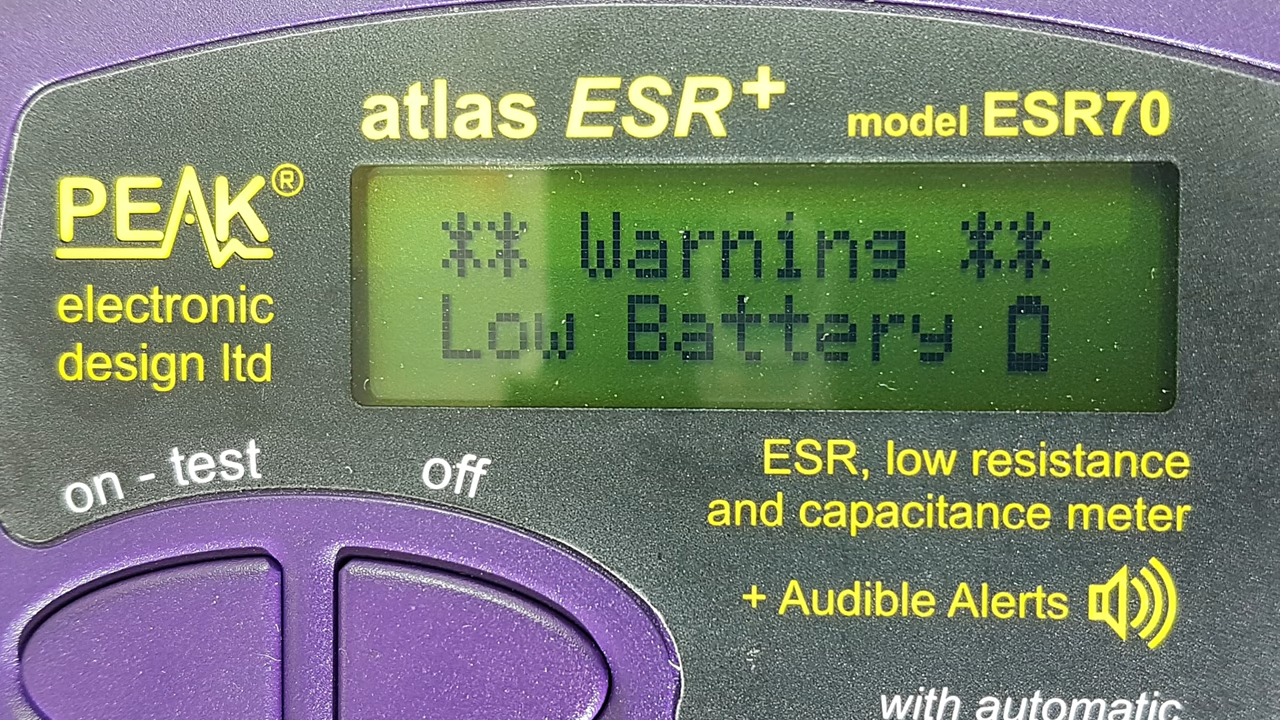 atlas ESR+ model ESR70
PEAK®
electronic
design ltd
** Warning **
Low Battery
on - test
off
ESR, low resistance
and capacitance meter
+ Audible Alerts
with automatic